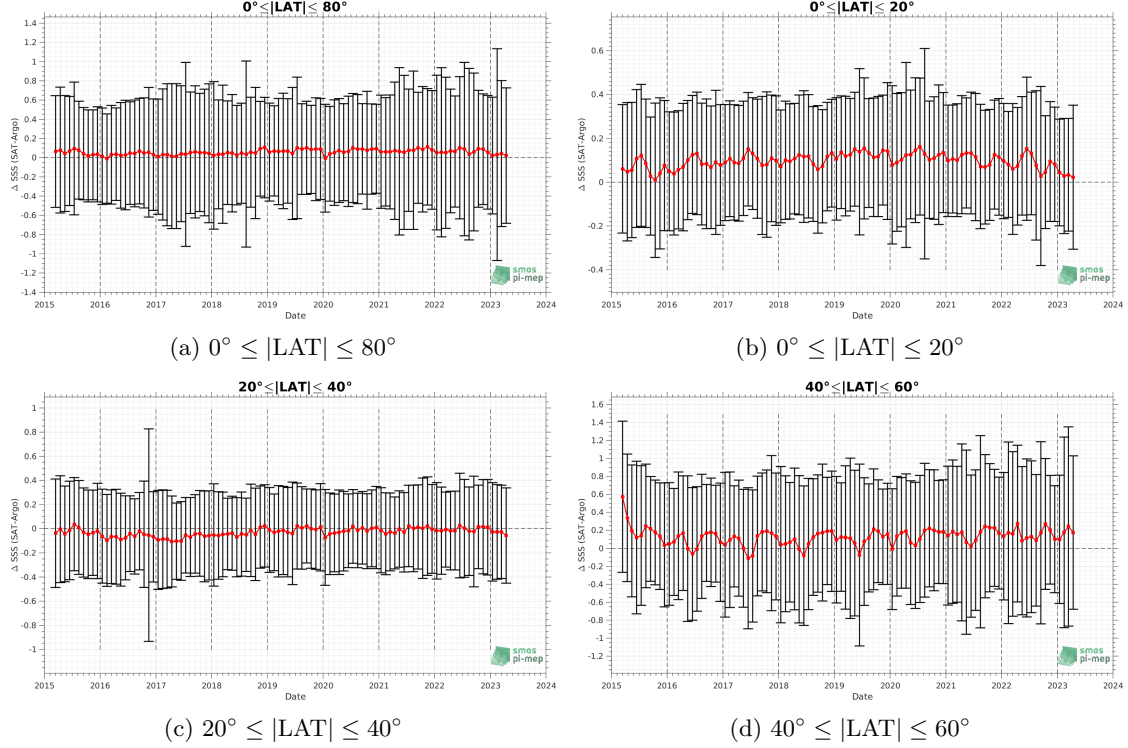 0°≤|LAT|≤ 80°
1.4
1.2
1
0.8
0.6
0.4
0.2
0
-0.2
-0.4
-0.6
-0.8
-1
-1.2
-1.4
Δ SSS (SAT-Argo)
2015 2016 2017 2018 2019 2020 2021 2022 2023 2024
Date
smos
pi-mep
(a) 0° ≤ |LAT| ≤ 80°
0°≤|LAT|≤ 20°
0.6
0.4
0.2
0
-0.2
-0.4
Δ SSS (SAT-Argo)
2015 2016 2017 2018 2019 2020 2021 2022 2023 2024
Date
smos
pi-mep
(b) 0° ≤ |LAT| ≤ 20°
20°≤|LAT|≤ 40°
1
0.8
0.6
0.4
0.2
0
-0.2
-0.4
-0.6
-0.8
-1
Δ SSS (SAT-Argo)
2015 2016 2017 2018 2019 2020 2021 2022 2023 2024
Date
smos
pi-mep
(c) 20° ≤ |LAT| ≤ 40°
40°≤|LAT|≤ 60°
1.6
1.4
1.2
1
0.8
0.6
0.4
0.2
0
-0.2
-0.4
-0.6
-0.8
-1
-1.2
Δ SSS (SAT-Argo)
2015 2016 2017 2018 2019 2020 2021 2022 2023 2024
Date
smos
pi-mep
(d) 40° ≤ |LAT| ≤ 60°